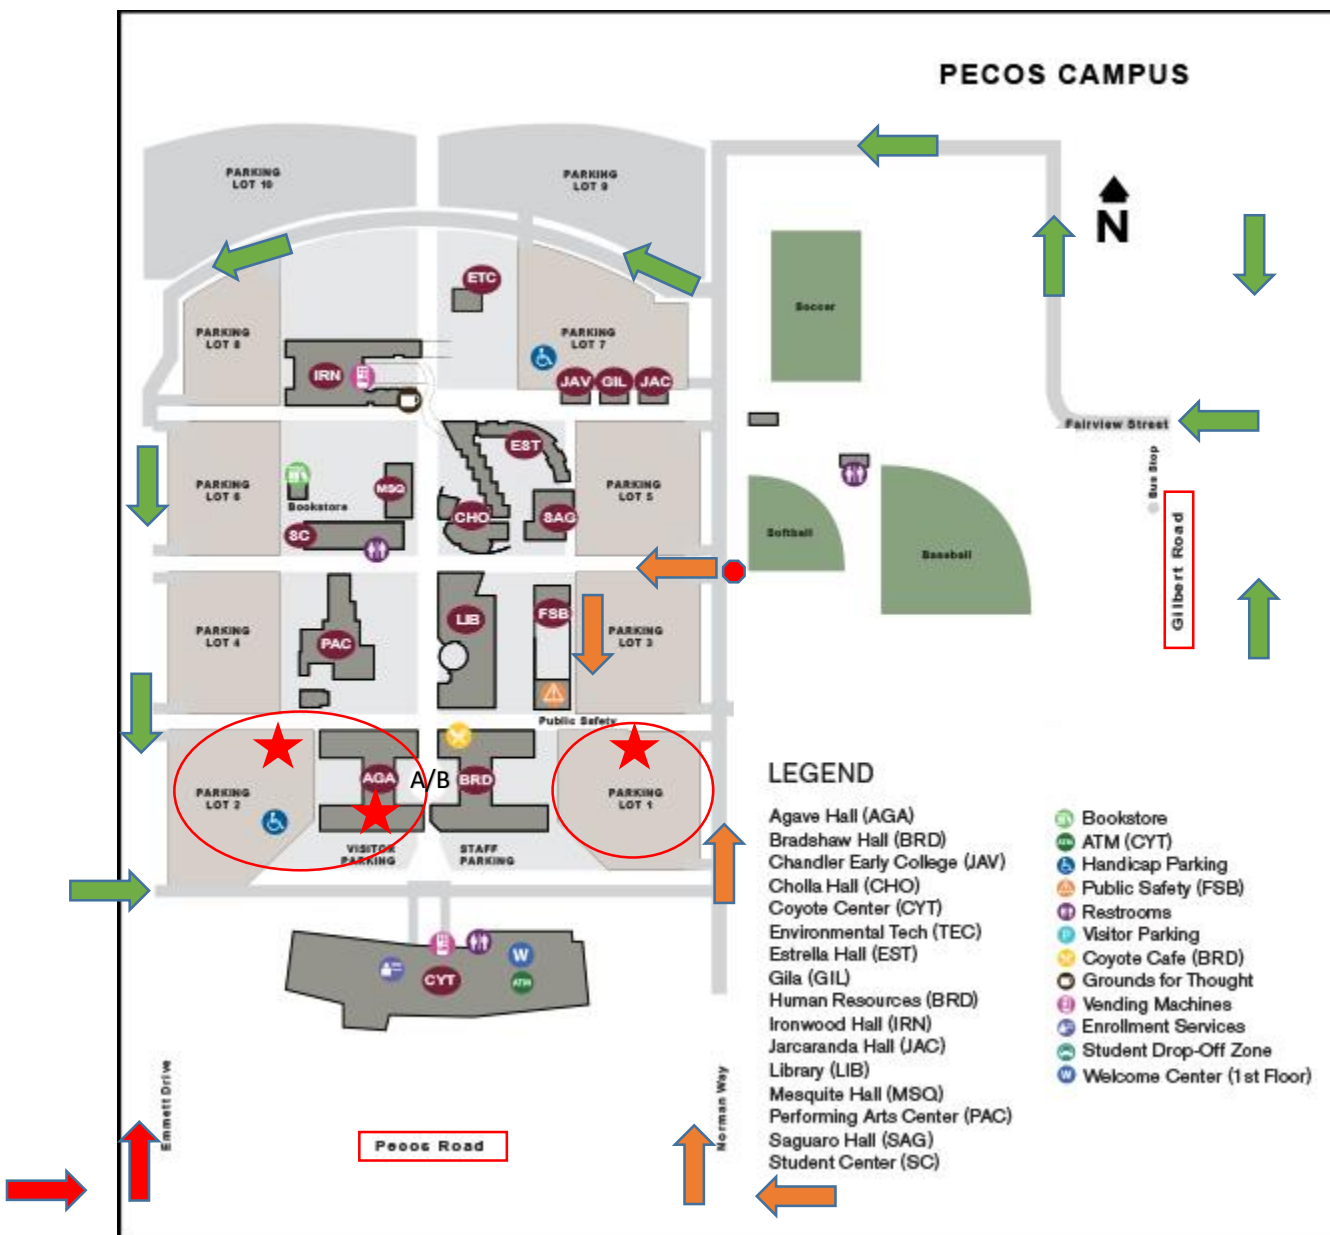 PECOS CAMPUS
PARKING
LOT 10
PARKING
LOT 9
N
ETC
Soccer
PARKING
LOT 8
PARKING
LOT 7
IRN
JAV
GIL
JAC
Fairview Street
EST
Bus Stop
PARKING
LOT 6
MSQ
PARKING
LOT 5
Bookstore
CHO
SAG
SC
Softball
Baseball
Gilbert Road
LIB
FSB
PARKING
LOT 4
PAC
PARKING
LOT 3
Public Safety
AGA
A/B
BRD
PARKING
LOT 2
PARKING
LOT 1
VISITOR
PARKING
STAFF
PARKING
W
CYT
ATM
Emmett Drive
Norman Way
Pecos Road
LEGEND
Agave Hall (AGA)
Bradshaw Hall (BRD)
Chandler Early College (JAV)
Cholla Hall (CHO)
Coyote Center (CYT)
Environmental Tech (TEC)
Estrella Hall (EST)
Gila (GIL)
Human Resources (BRD)
Ironwood Hall (IRN)
Jarcaranda Hall (JAC)
Library (LIB)
Mesquite Hall (MSQ)
Performing Arts Center (PAC)
Saguaro Hall (SAG)
Student Center (SC)
Bookstore
ATM ATM (CYT)
Handicap Parking
Public Safety (FSB)
Restrooms
P Visitor Parking
Coyote Cafe (BRD)
Grounds for Thought
Vending Machines
Enrollment Services
Student Drop-Off Zone
W Welcome Center (1st Floor)